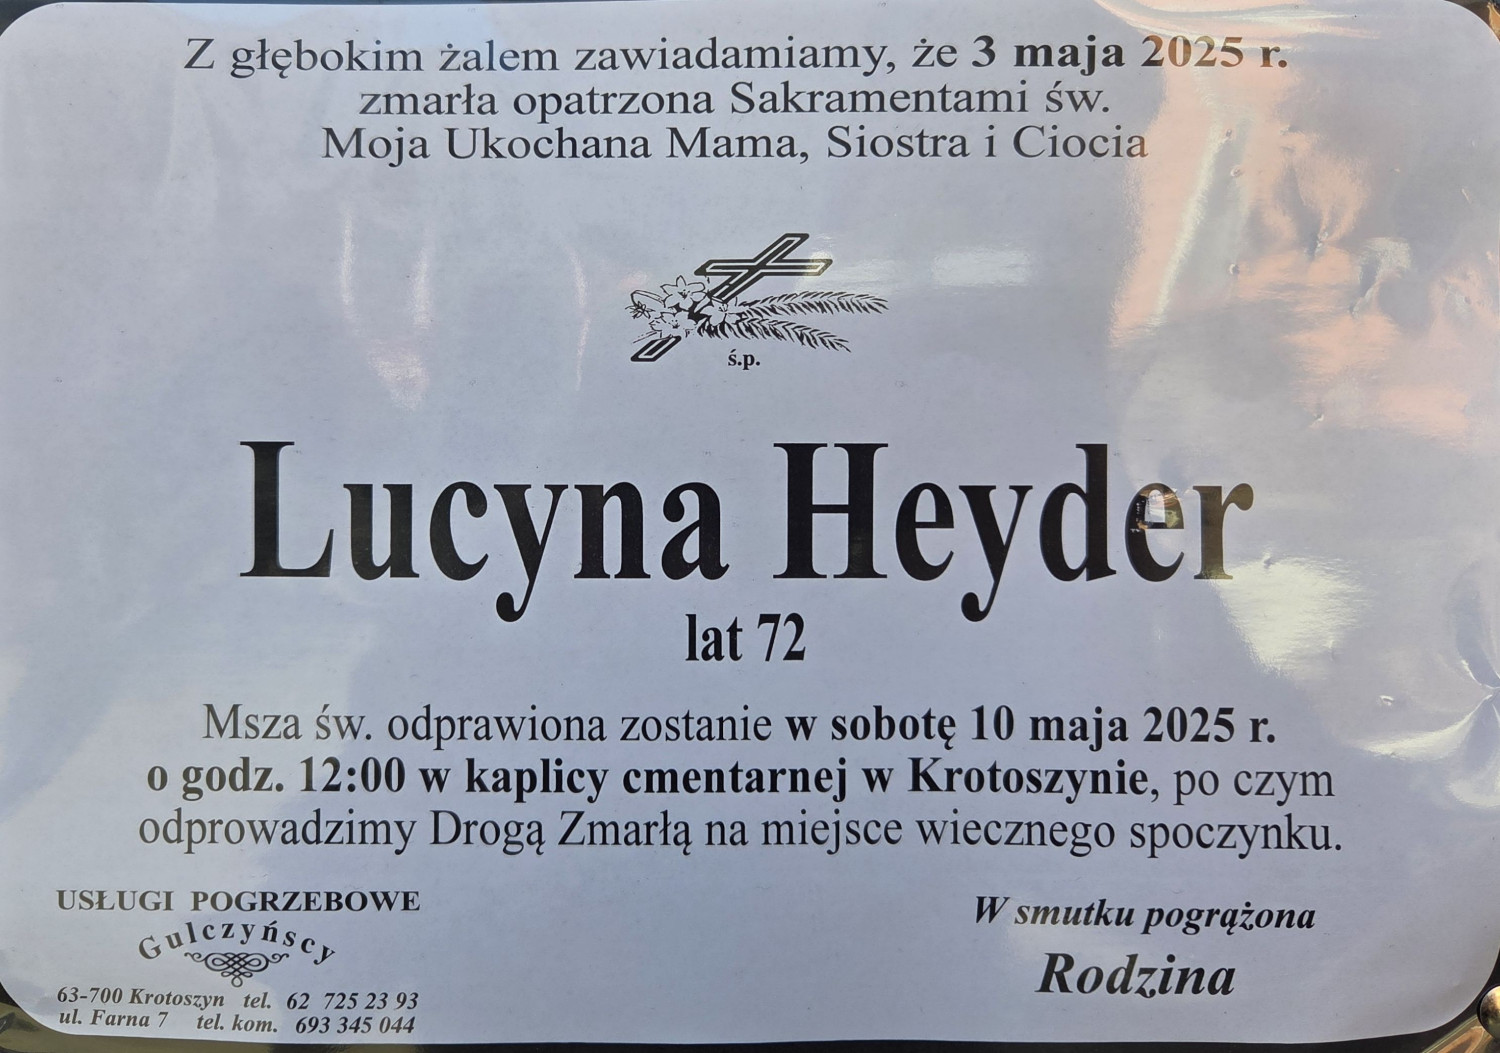 Z głębokim żalem zawiadamiamy, że 3 maja 2025 r.
zmarła opatrzona Sakramentami św.
Moja Ukochana Mama, Siostra i Ciocia
ś.p.
Lucyna Heyder
lat 72
Msza św. odprawiona zostanie w sobotę 10 maja 2025 r.
o godz. 12:00 w kaplicy cmentarnej w Krotoszynie, po czym
odprowadzimy Drogą Zmarłą na miejsce wiecznego spoczynku.
USŁUGI POGRZEBOWE
Gulczyńscy
63-700 Krotoszyn tel. 62 725 23 93
ul. Farna 7 tel. kom. 693 345 044
W smutku pogrążona
Rodzina